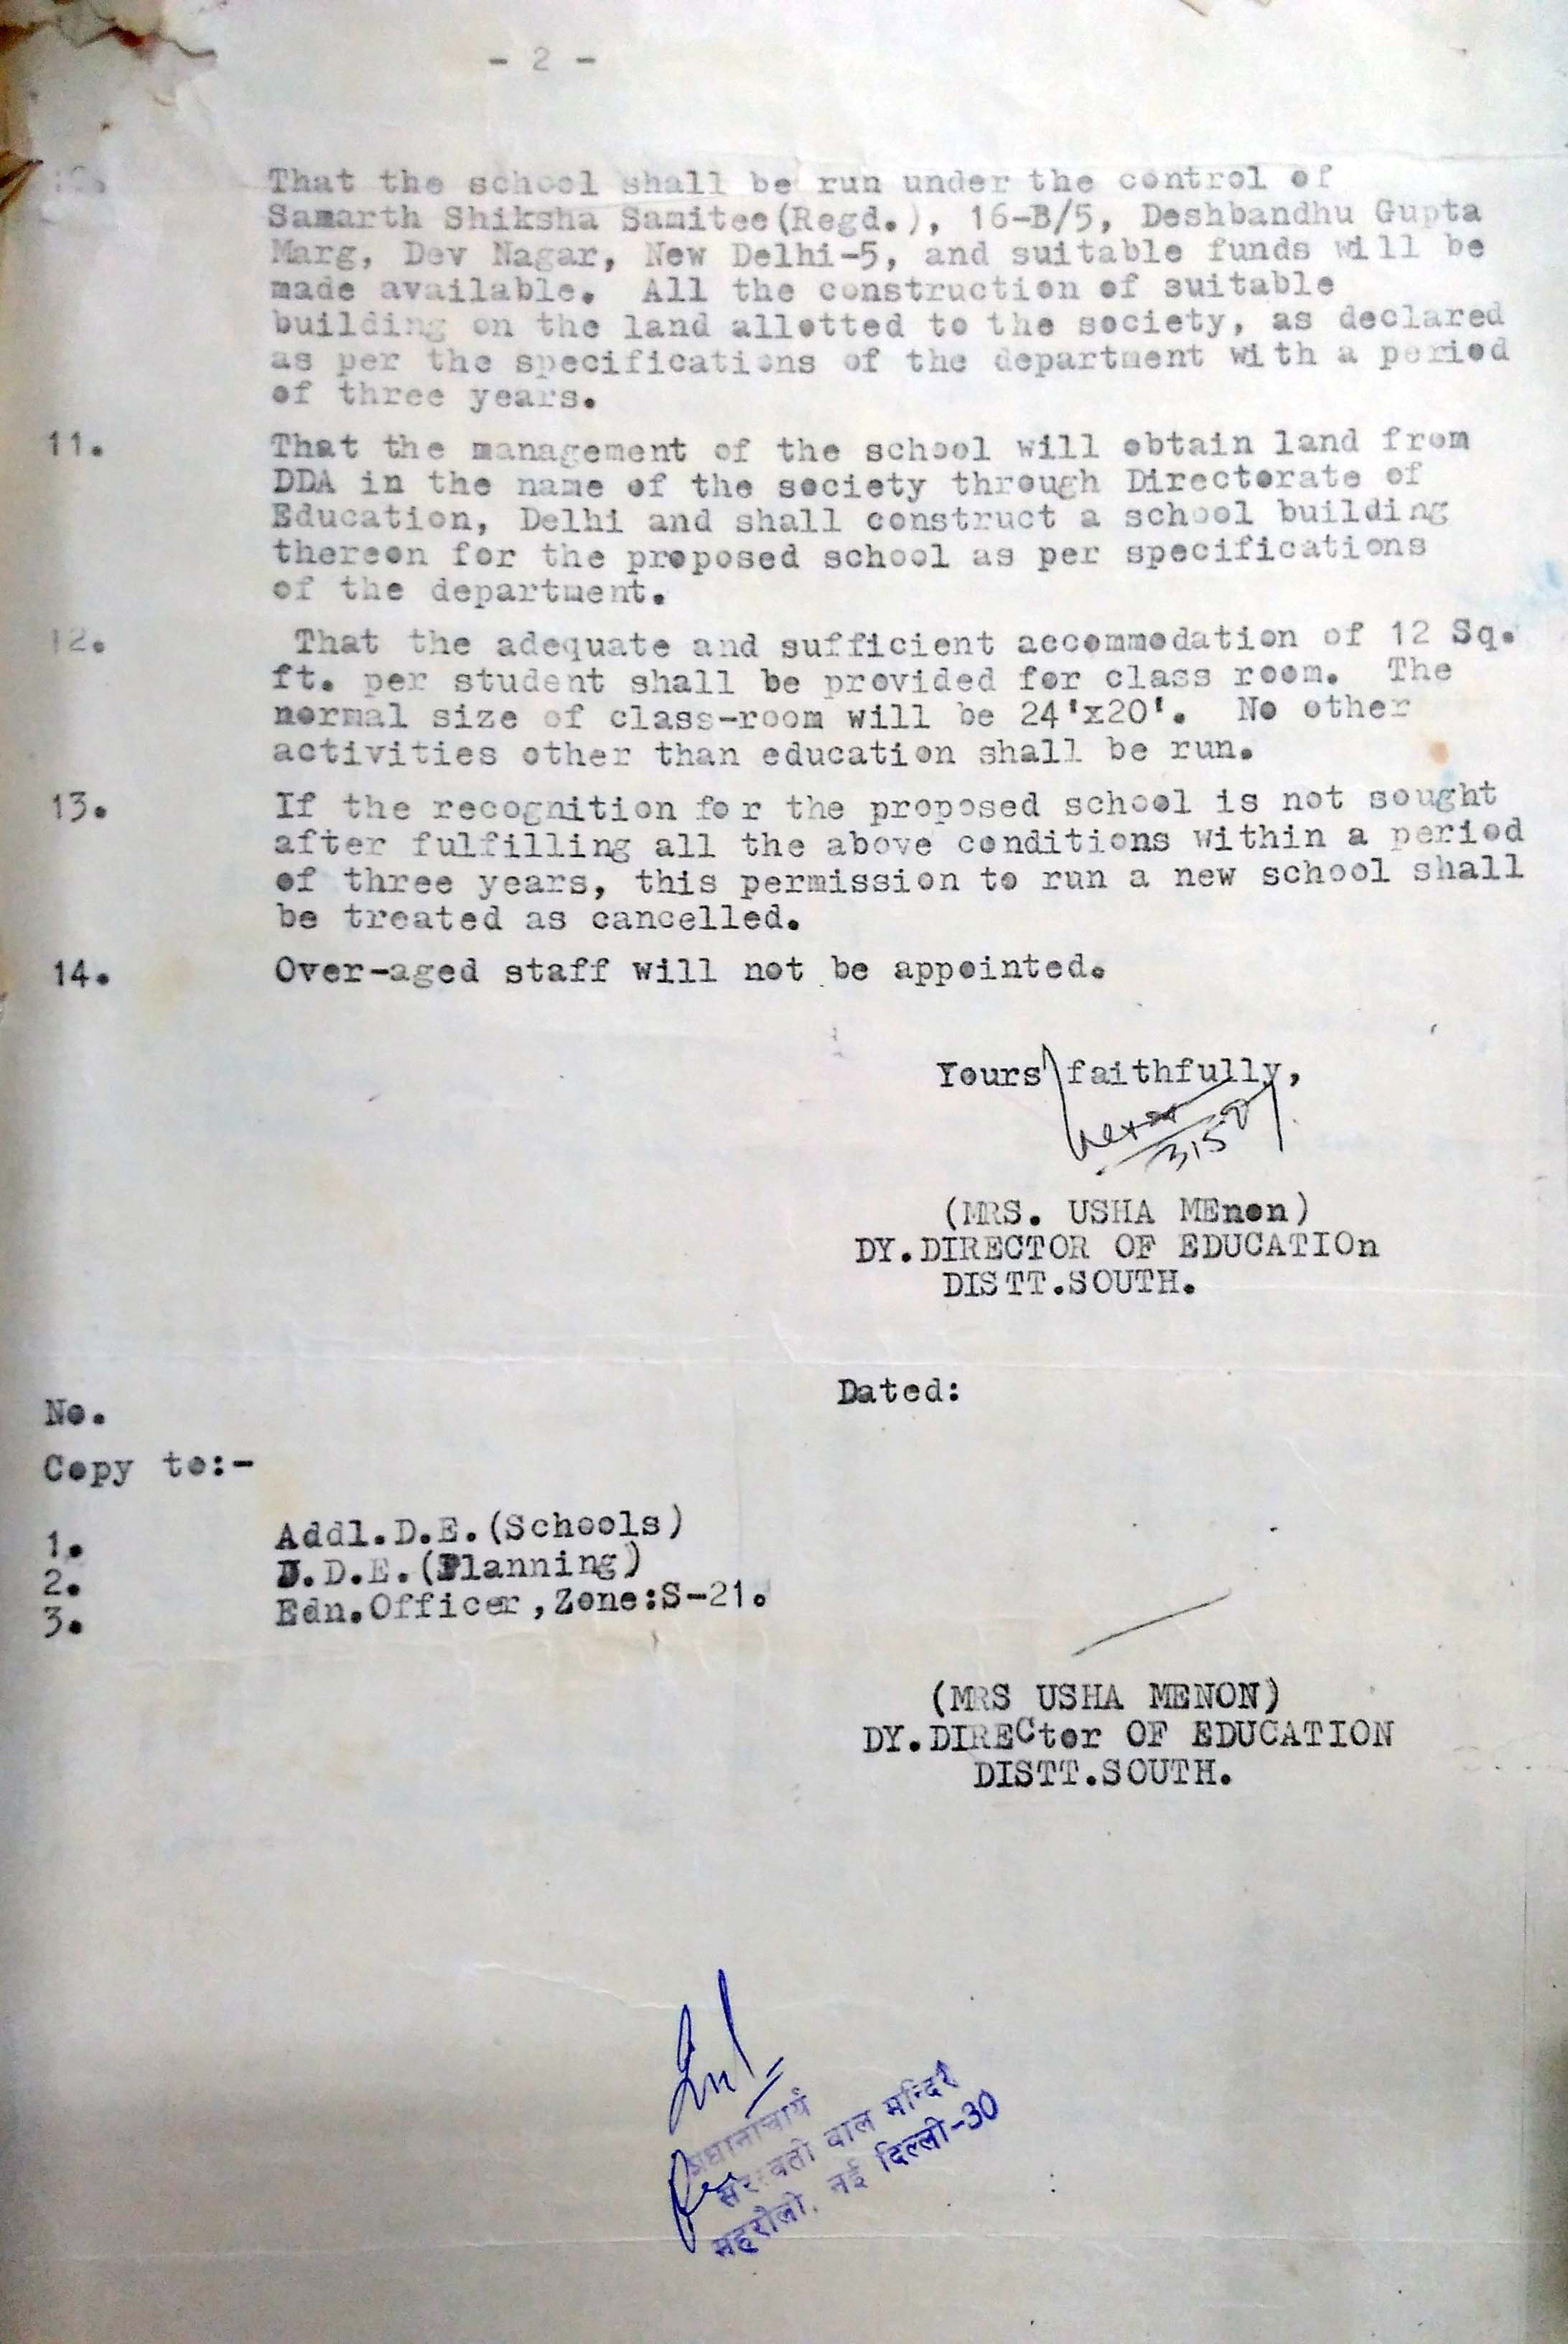 - 2 -
10. That the school shall be run under the control of
Samarth Shiksha Samitee(Regd.), 16-B/5, Deshbandhu Gupta
Marg, Dev Nagar, New Delhi-5, and suitable funds will be
made available. All the construction of suitable
building on the land allotted to the society, as declared
as per the specifications of the department with a period
of three years.
11. That the management of the school will obtain land from
DDA in the name of the society through Directorate of
Education, Delhi and shall construct a school building
thereon for the proposed school as per specifications
of the department.
12. That the adequate and sufficient accommodation of 12 Sq.
ft. per student shall be provided for class room. The
normal size of class-room will be 24'x20'. No other
activities other than education shall be run.
13. If the recognition for the proposed school is not sought
after fulfilling all the above conditions within a period
of three years, this permission to run a new school shall
be treated as cancelled.
14. Over-aged staff will not be appointed.
Yours faithfully,
(MRS. USHA MEnon)
DY.DIRECTOR OF EDUCATIOn
DISTT.SOUTH.
No. Dated:
Copy to:-
1. Addl.D.E.(Schools)
2. J.D.E.(Planning)
3. Edn.Officer,Zone:S-21.
(MRS USHA MENON)
DY.DIRECtor OF EDUCATION
DISTT.SOUTH.
प्रधानाचार्य
सरस्वती बाल मन्दिर
महरौली, नई दिल्ली-30